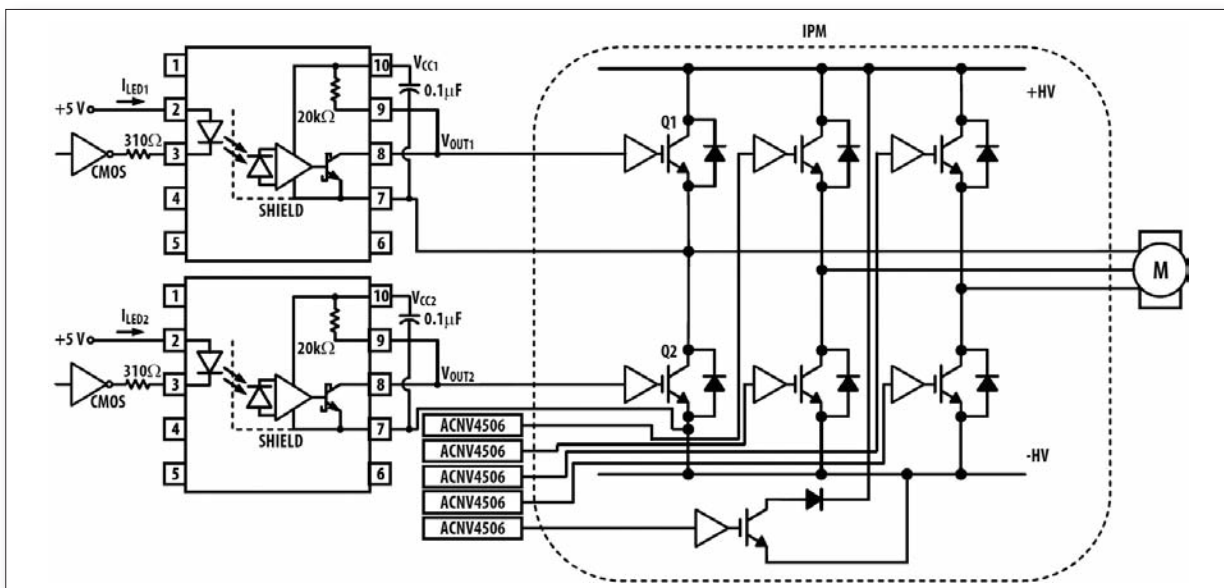 IPM
1
10
VCC1
ILED1
0.1μF
+HV
+5 V
2
20kΩ
9
Q1
VOUT1
310Ω
3
8
CMOS
4
7
SHIELD
5
6
M
1
10
VCC2
ILED2
0.1μF
+5 V
2
20kΩ
9
Q2
VOUT2
310Ω
3
8
CMOS
4
7
SHIELD
ACNV4506
ACNV4506
5
6
-HV
ACNV4506
ACNV4506
ACNV4506